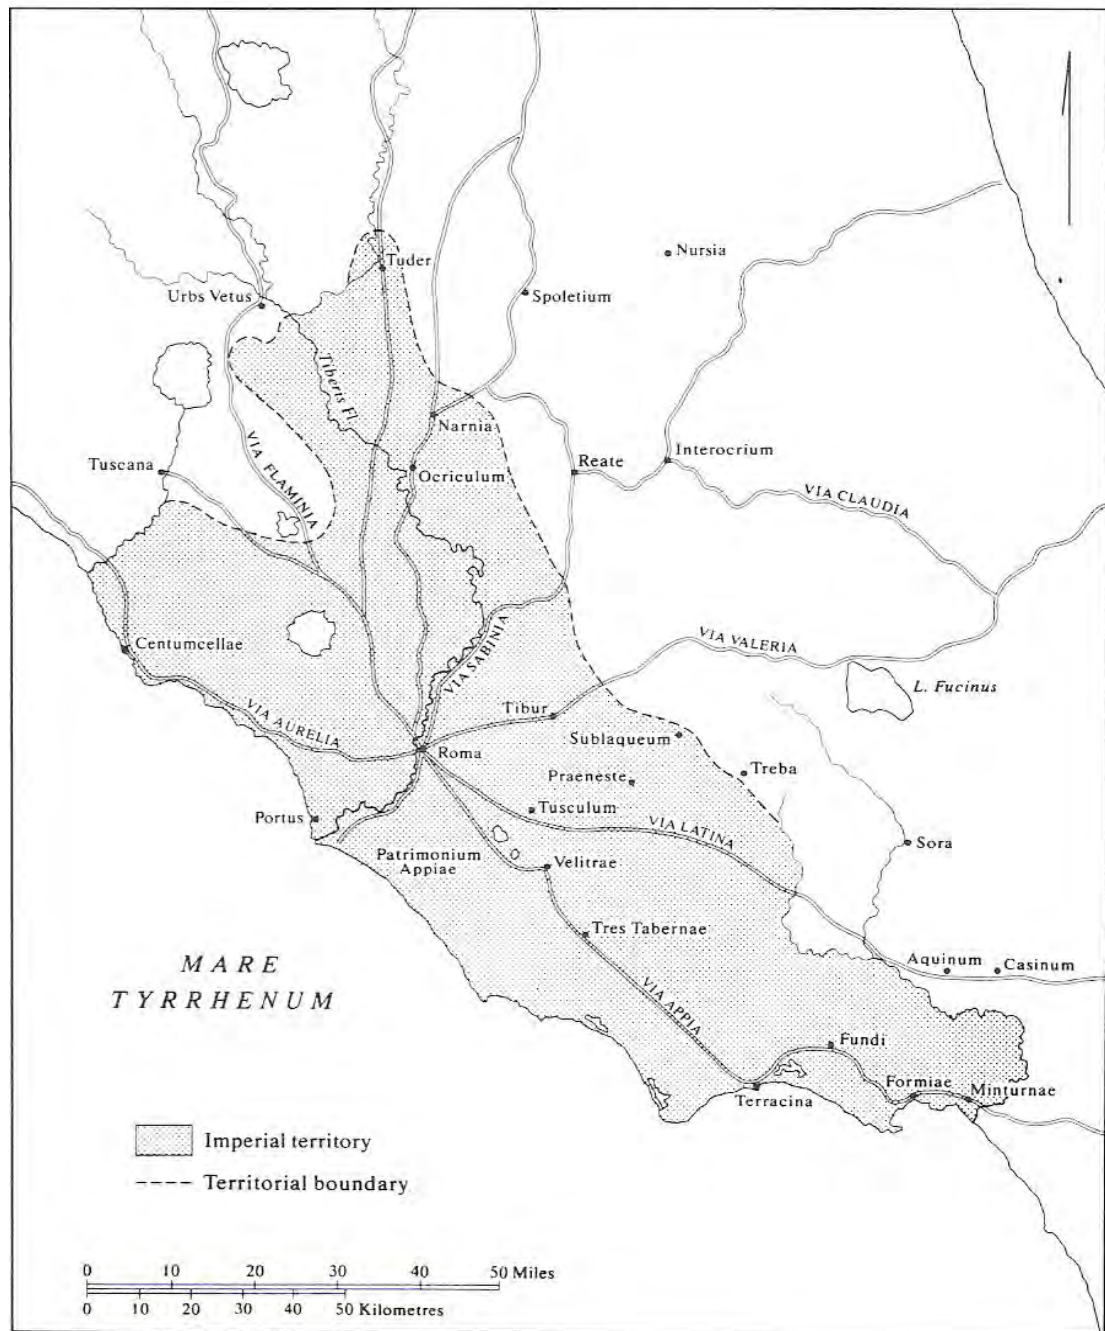 Nursia
Tuder
Urbs Vetus
Spoletium
Tiberis Fl.
Narnia
VIA FLAMINIA
Tuscana
Ocriculum
Reate
Interocrium
VIA CLAUDIA
Centumcellae
VIA SABINIA
VIA VALERIA
L. Fucinus
VIA AURELIA
Tibur
Roma
Sublaqueum
Praeneste
Treba
Portus
Tusculum
VIA LATINA
Sora
Patrimonium
Appiae
Velitrae
Tres Tabernae
MARE
TYRRHENUM
Aquinum
Casinum
VIA APPIA
Fundi
Formiae
Minturnae
Terracina
Imperial territory
Territorial boundary
0 10 20 30 50 Miles
0 10 20 30 40 50 Kilometres